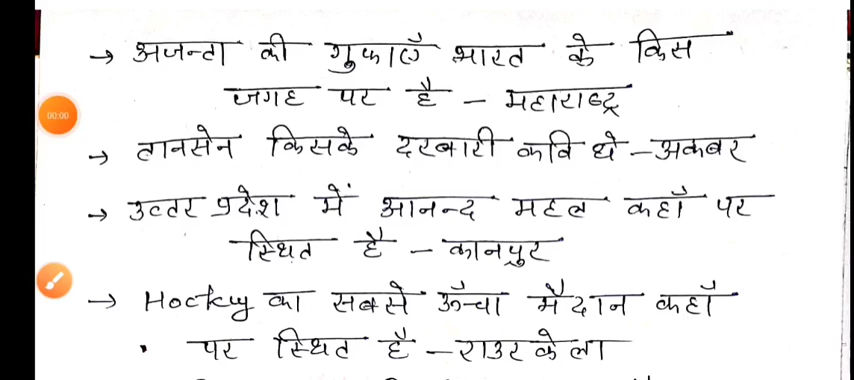 00:00
→ अजन्ता की गुफाएँ भारत के किस
जगह पर है – महाराष्ट्र
→ तानसेन किसके दरबारी कवि थे – अकबर
→ उत्तर प्रदेश में आनन्द महल कहाँ पर
स्थित है – कानपुर
→ Hockey का सबसे ऊँचा मैदान कहाँ
पर स्थित है – राउरकेला